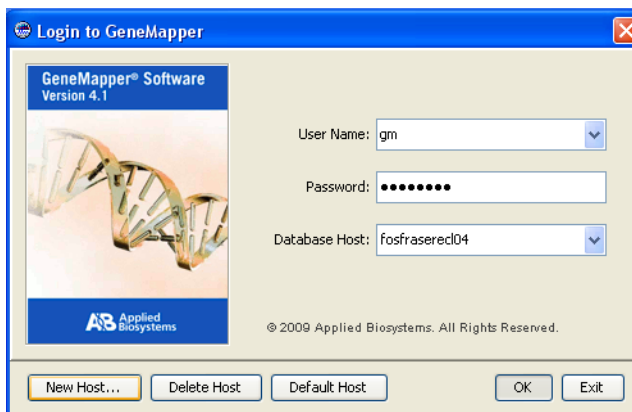 Login to GeneMapper
GeneMapper® Software
Version 4.1
User Name: gm
Password: ●●●●●●●●
Database Host: fosfraserecl04
AB Applied
Biosystems
© 2009 Applied Biosystems. All Rights Reserved.
New Host... Delete Host Default Host OK Exit